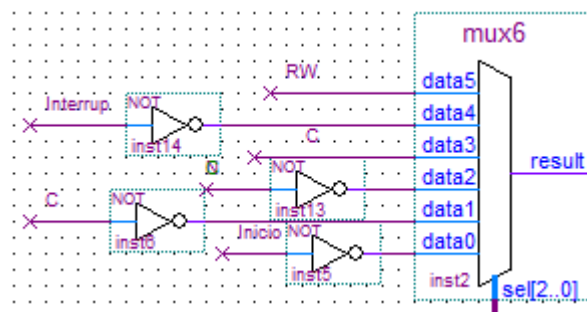 mux6
RW
data5
Interrup.
NOT
data4
inst14
C
data3
N
NOT
data2
inst13
C
NOT
data1
inst6
Inicio
NOT
data0
inst5
result
inst2
sel[2..0]